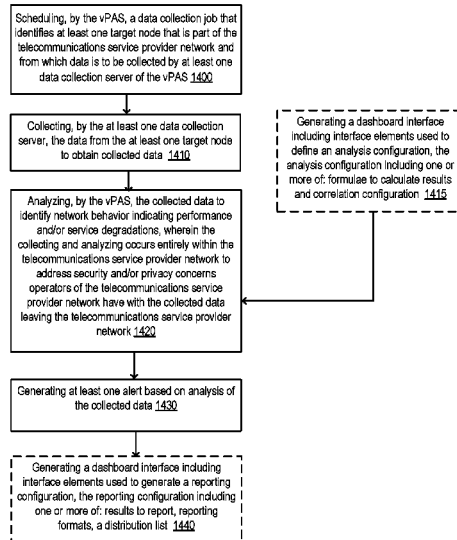 Scheduling, by the vPAS, a data collection job that
identifies at least one target node that is part of the
telecommunications service provider network and
from which data is to be collected by at least one
data collection server of the vPAS 1400
Collecting, by the at least one data collection
server, the data from the at least one target node
to obtain collected data 1410
Generating a dashboard interface
including interface elements used to
define an analysis configuration, the
analysis configuration including one or
more of: formulae to calculate results
and correlation configuration 1415
Analyzing, by the vPAS, the collected data to
identify network behavior indicating performance
and/or service degradations, wherein the
collecting and analyzing occurs entirely within the
telecommunications service provider network to
address security and/or privacy concerns
operators of the telecommunications service
provider network have with the collected data
leaving the telecommunications service provider
network 1420
Generating at least one alert based on analysis of
the collected data 1430
Generating a dashboard interface including
interface elements used to generate a reporting
configuration, the reporting configuration including
one or more of: results to report, reporting
formats, a distribution list 1440